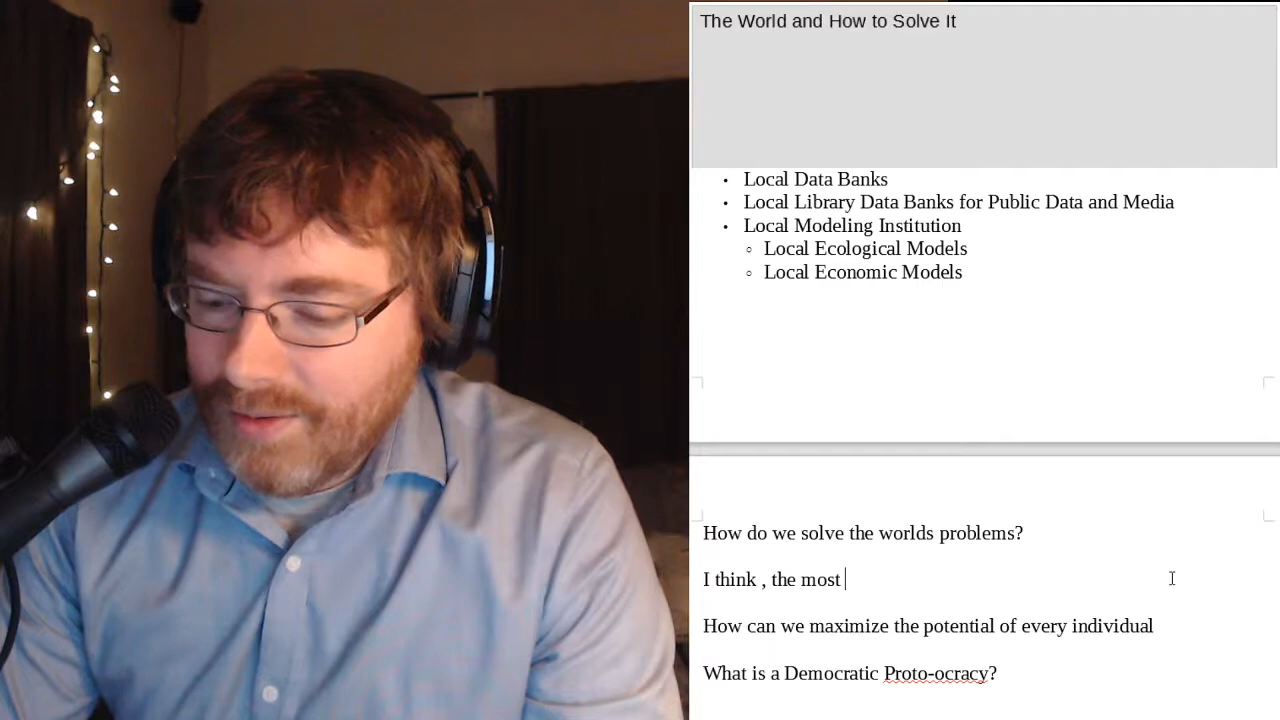 The World and How to Solve It
• Local Data Banks
• Local Library Data Banks for Public Data and Media
• Local Modeling Institution
◦ Local Ecological Models
◦ Local Economic Models
How do we solve the worlds problems?
I think , the most
How can we maximize the potential of every individual
What is a Democratic Proto-ocracy?